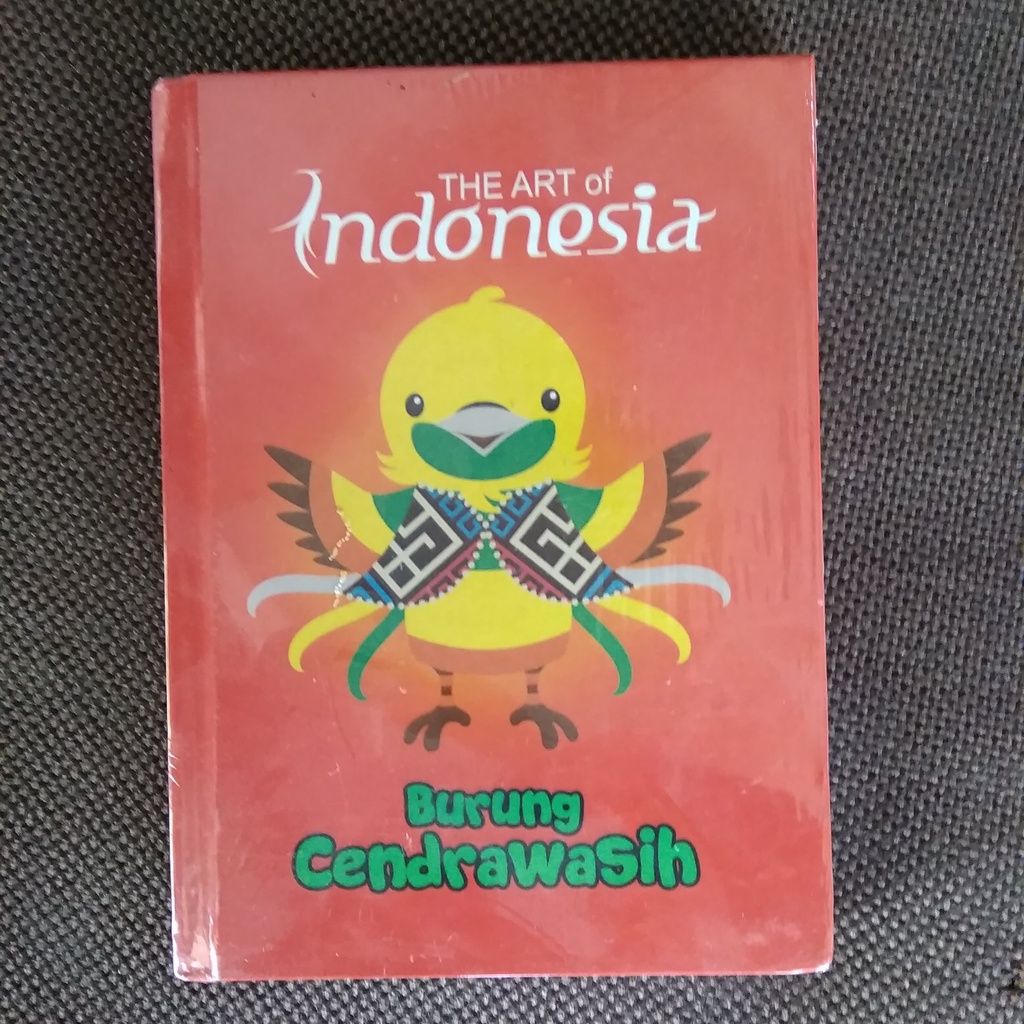 THE ART of
Indonesia
Burung
Cendrawasih